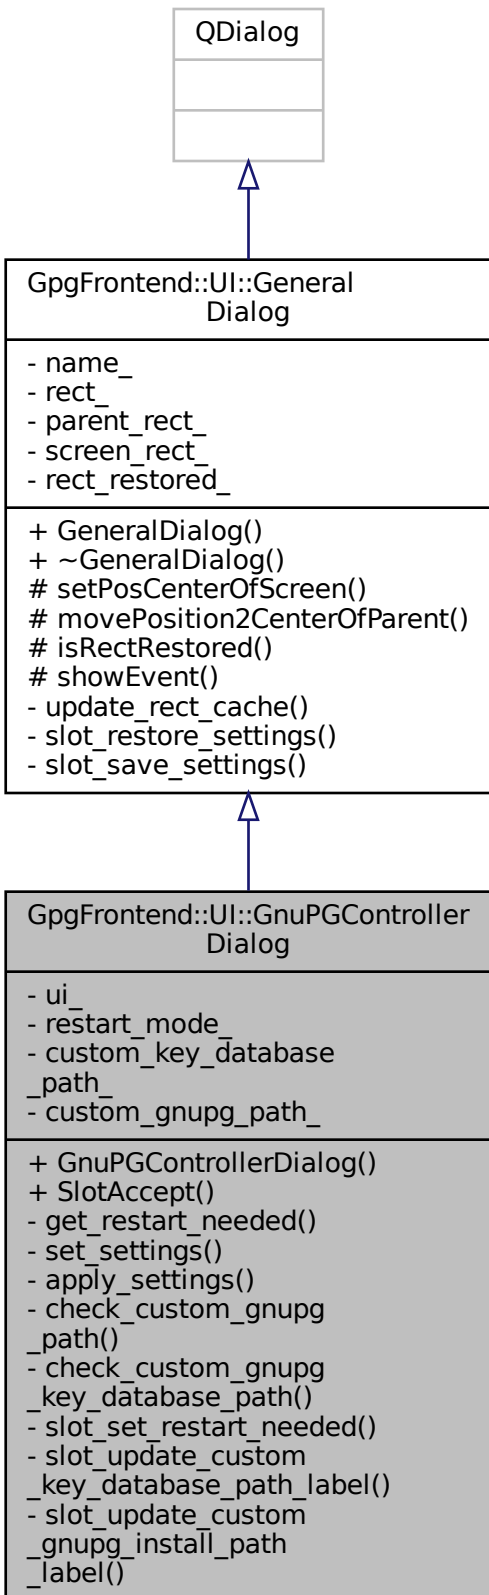 QDialog
GpgFrontend::UI::General
Dialog
- name_
- rect_
- parent_rect_
- screen_rect_
- rect_restored_
+ GeneralDialog()
+ ~GeneralDialog()
# setPosCenterOfScreen()
# movePosition2CenterOfParent()
# isRectRestored()
# showEvent()
- update_rect_cache()
- slot_restore_settings()
- slot_save_settings()
GpgFrontend::UI::GnuPGController
Dialog
- ui_
- restart_mode_
- custom_key_database
_path_
- custom_gnupg_path_
+ GnuPGControllerDialog()
+ SlotAccept()
- get_restart_needed()
- set_settings()
- apply_settings()
- check_custom_gnupg
_path()
- check_custom_gnupg
_key_database_path()
- slot_set_restart_needed()
- slot_update_custom
_key_database_path_label()
- slot_update_custom
_gnupg_install_path
_label()